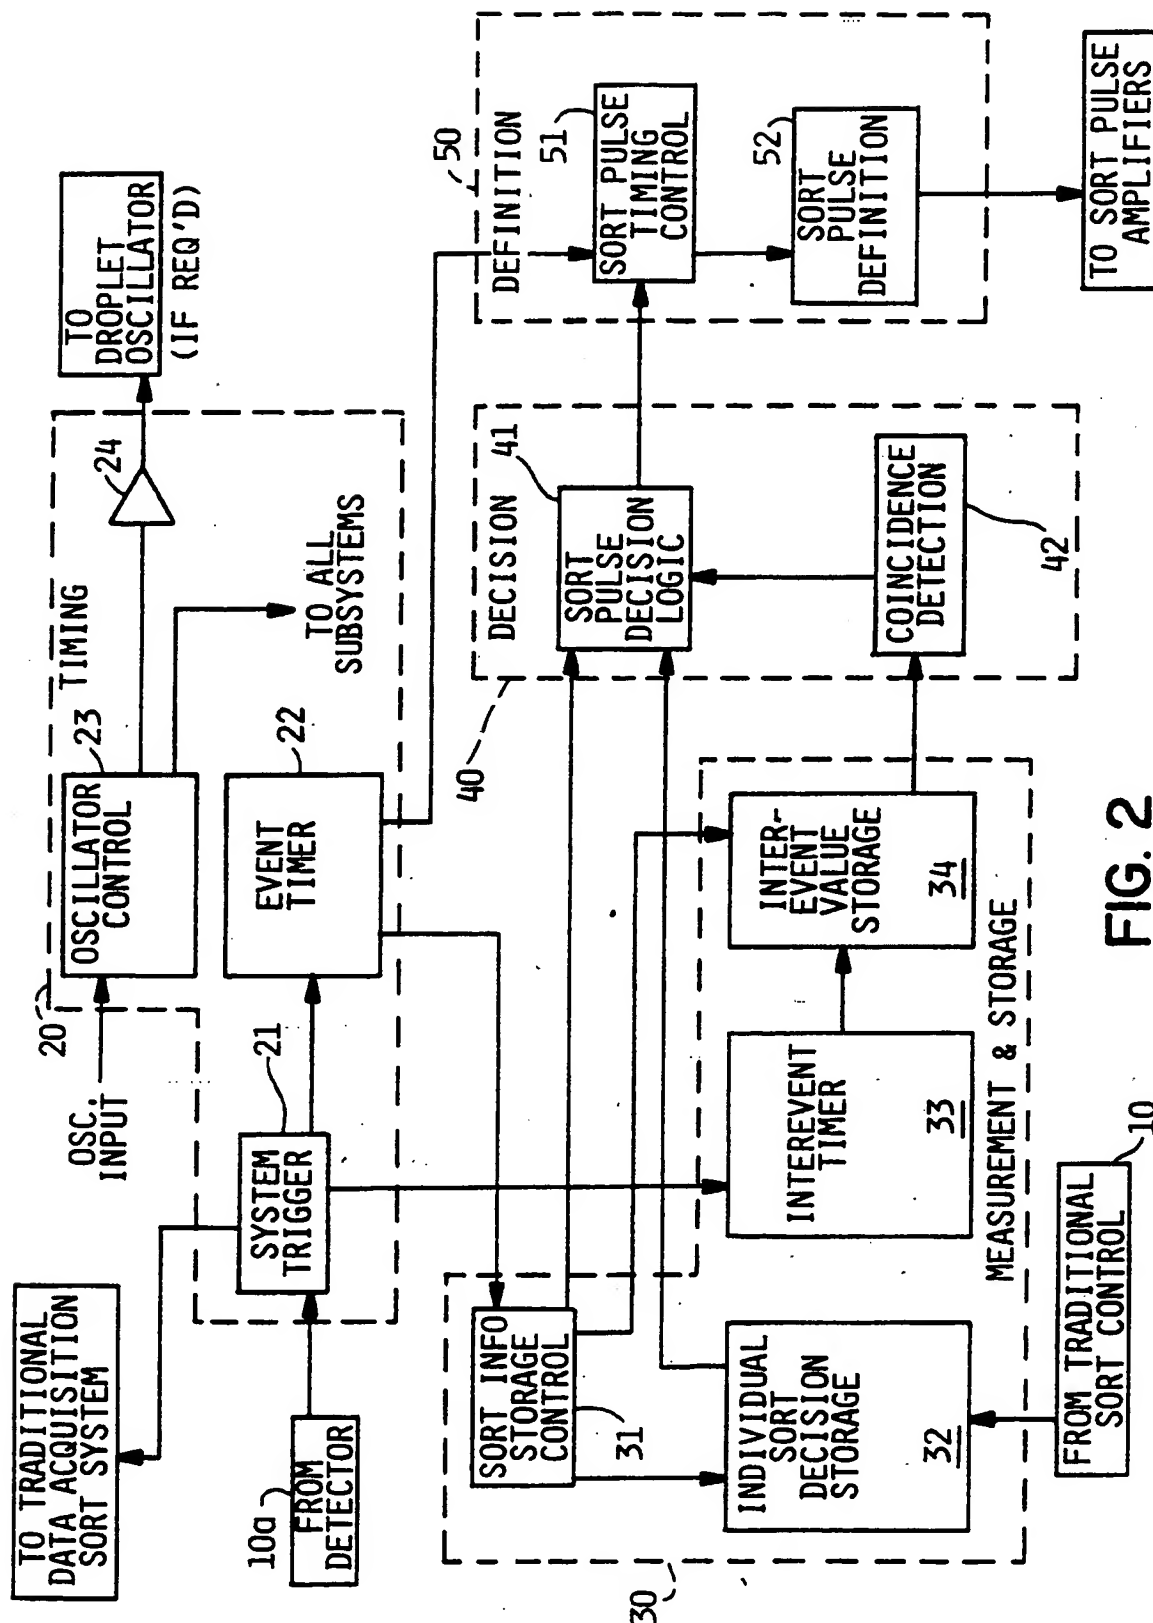 TO TRADITIONAL
DATA ACQUISITION
SORT SYSTEM
10a
FROM
DETECTOR
OSC.
INPUT
20
TIMING
SYSTEM
TRIGGER
21
OSCILLATOR
CONTROL
23
EVENT
TIMER
22
24
TO ALL
SUBSYSTEMS
TO
DROPLET
OSCILLATOR
(IF REQ'D)
30
SORT INFO
STORAGE
CONTROL
31
INDIVIDUAL
SORT
DECISION
STORAGE
32
INTEREVENT
TIMER
33
INTER-
EVENT
VALUE
STORAGE
34
MEASUREMENT & STORAGE
FROM TRADITIONAL
SORT CONTROL
10
40
DECISION
SORT
PULSE
DECISION
LOGIC
41
COINCIDENCE
DETECTION
42
50
DEFINITION
SORT PULSE
TIMING
CONTROL
51
SORT
PULSE
DEFINITION
52
TO SORT PULSE
AMPLIFIERS
FIG. 2